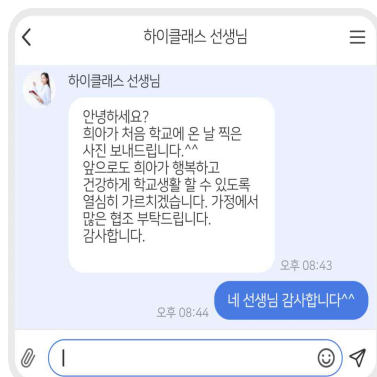 하이클래스 선생님
하이클래스 선생님
안녕하세요?
희아가 처음 학교에 온 날 찍은
사진 보내드립니다.^^
앞으로도 희아가 행복하고
건강하게 학교생활 할 수 있도록
열심히 가르치겠습니다. 가정에서
많은 협조 부탁드립니다.
감사합니다.
오후 08:43
네 선생님 감사합니다^^
오후 08:44